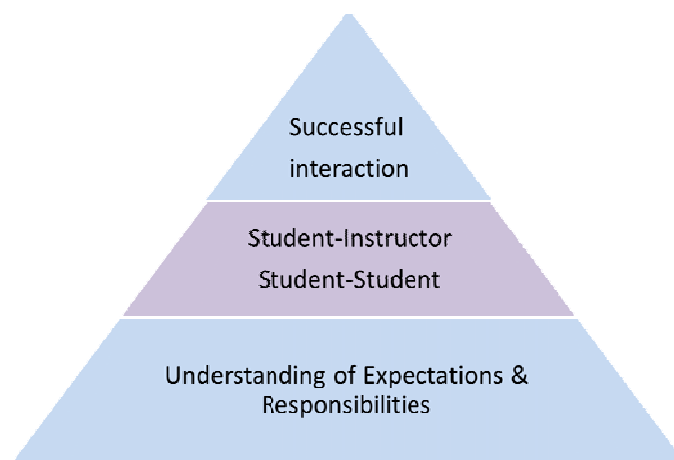 Successful
interaction
Student-Instructor
Student-Student
Understanding of Expectations &
Responsibilities